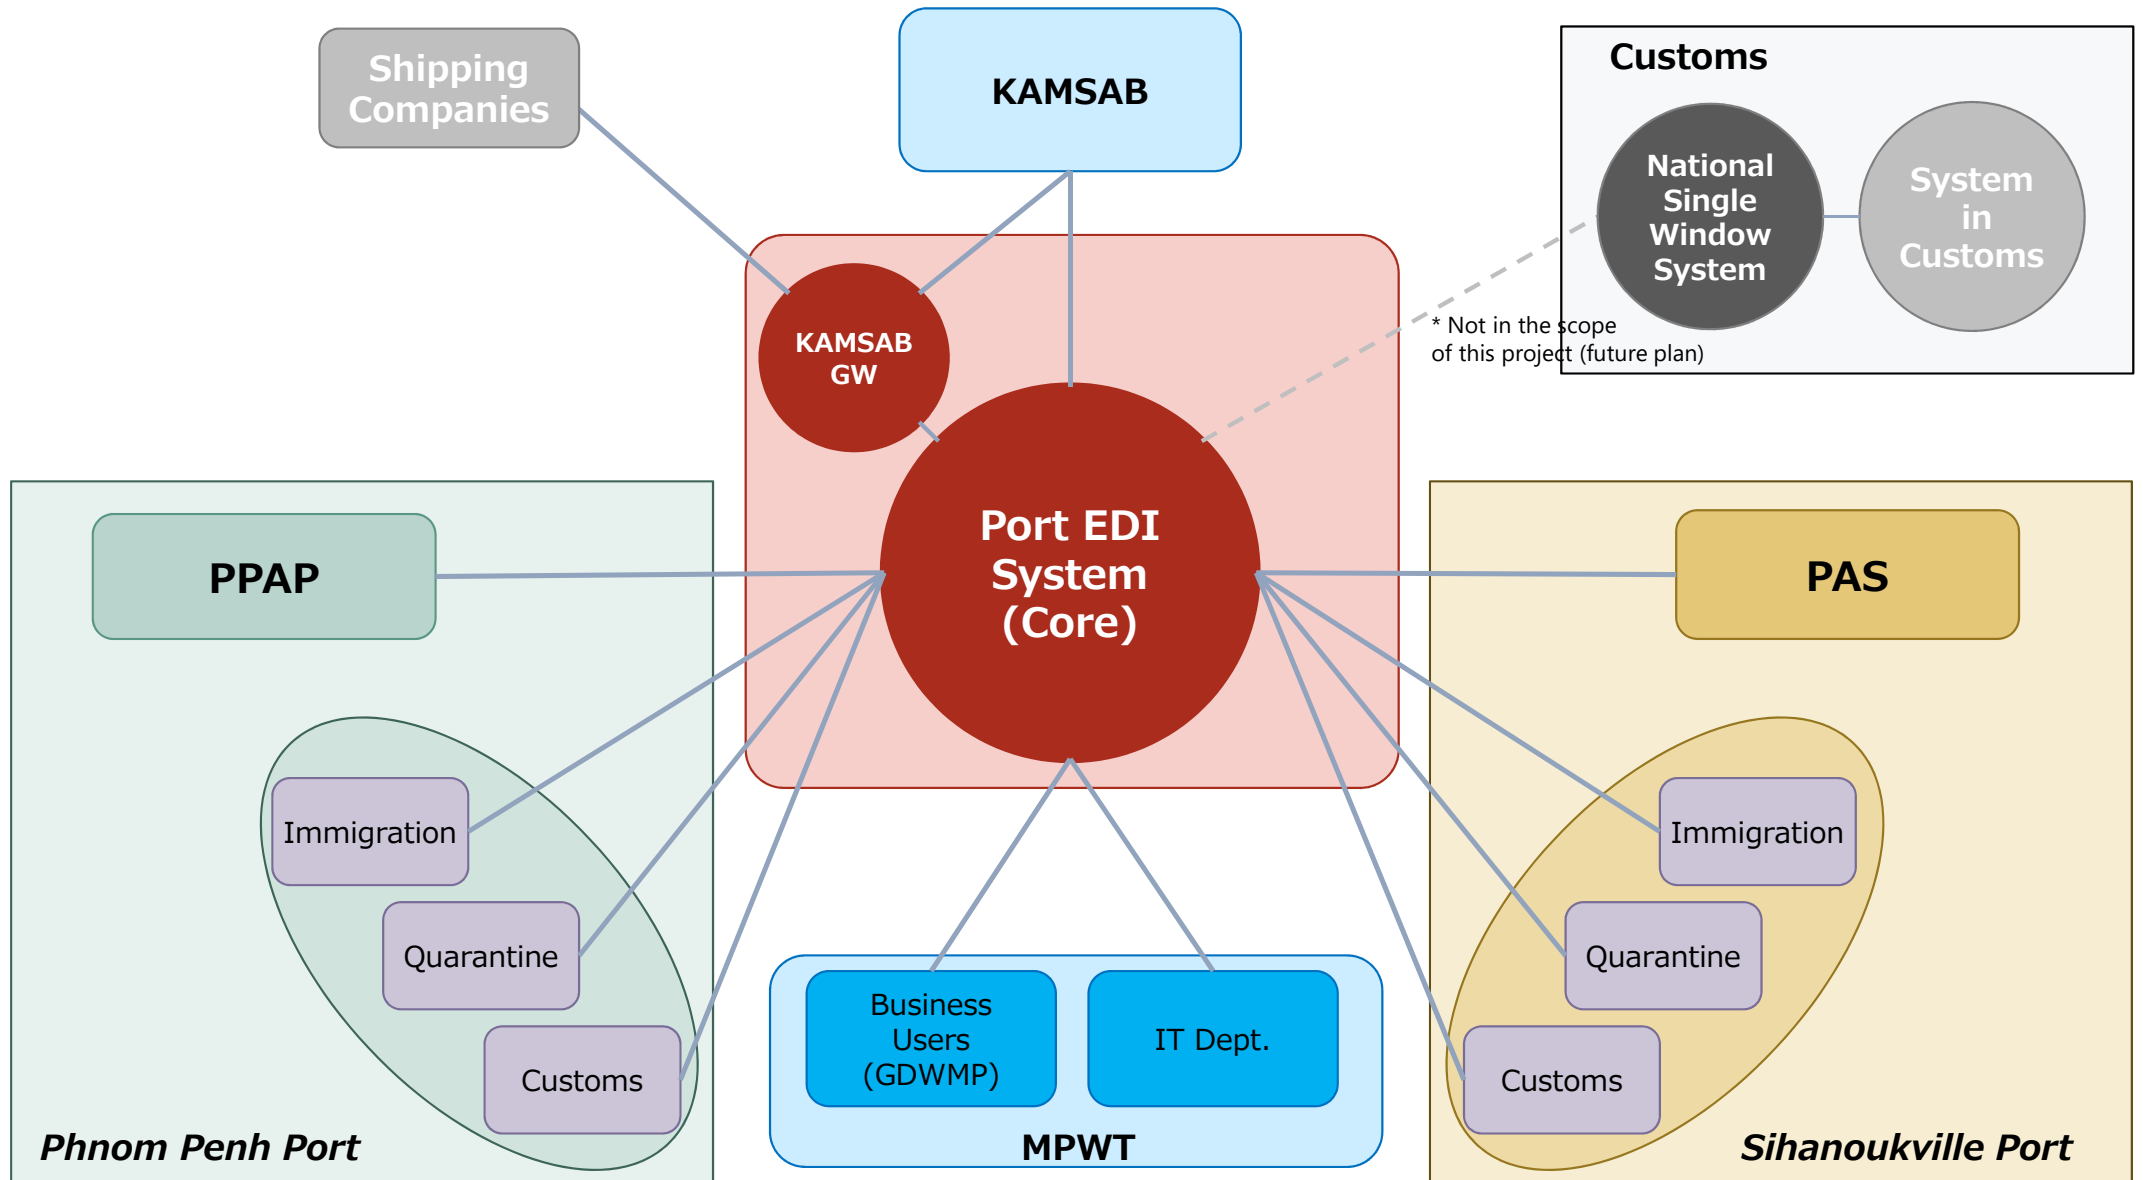 Shipping
Companies
KAMSAB
Customs
National
Single
Window
System
System
in
Customs
* Not in the scope
of this project (future plan)
KAMSAB
GW
Port EDI
System
(Core)
PPAP
Immigration
Quarantine
Customs
Phnom Penh Port
Business
Users
(GDWMP)
IT Dept.
MPWT
PAS
Immigration
Quarantine
Customs
Sihanoukville Port